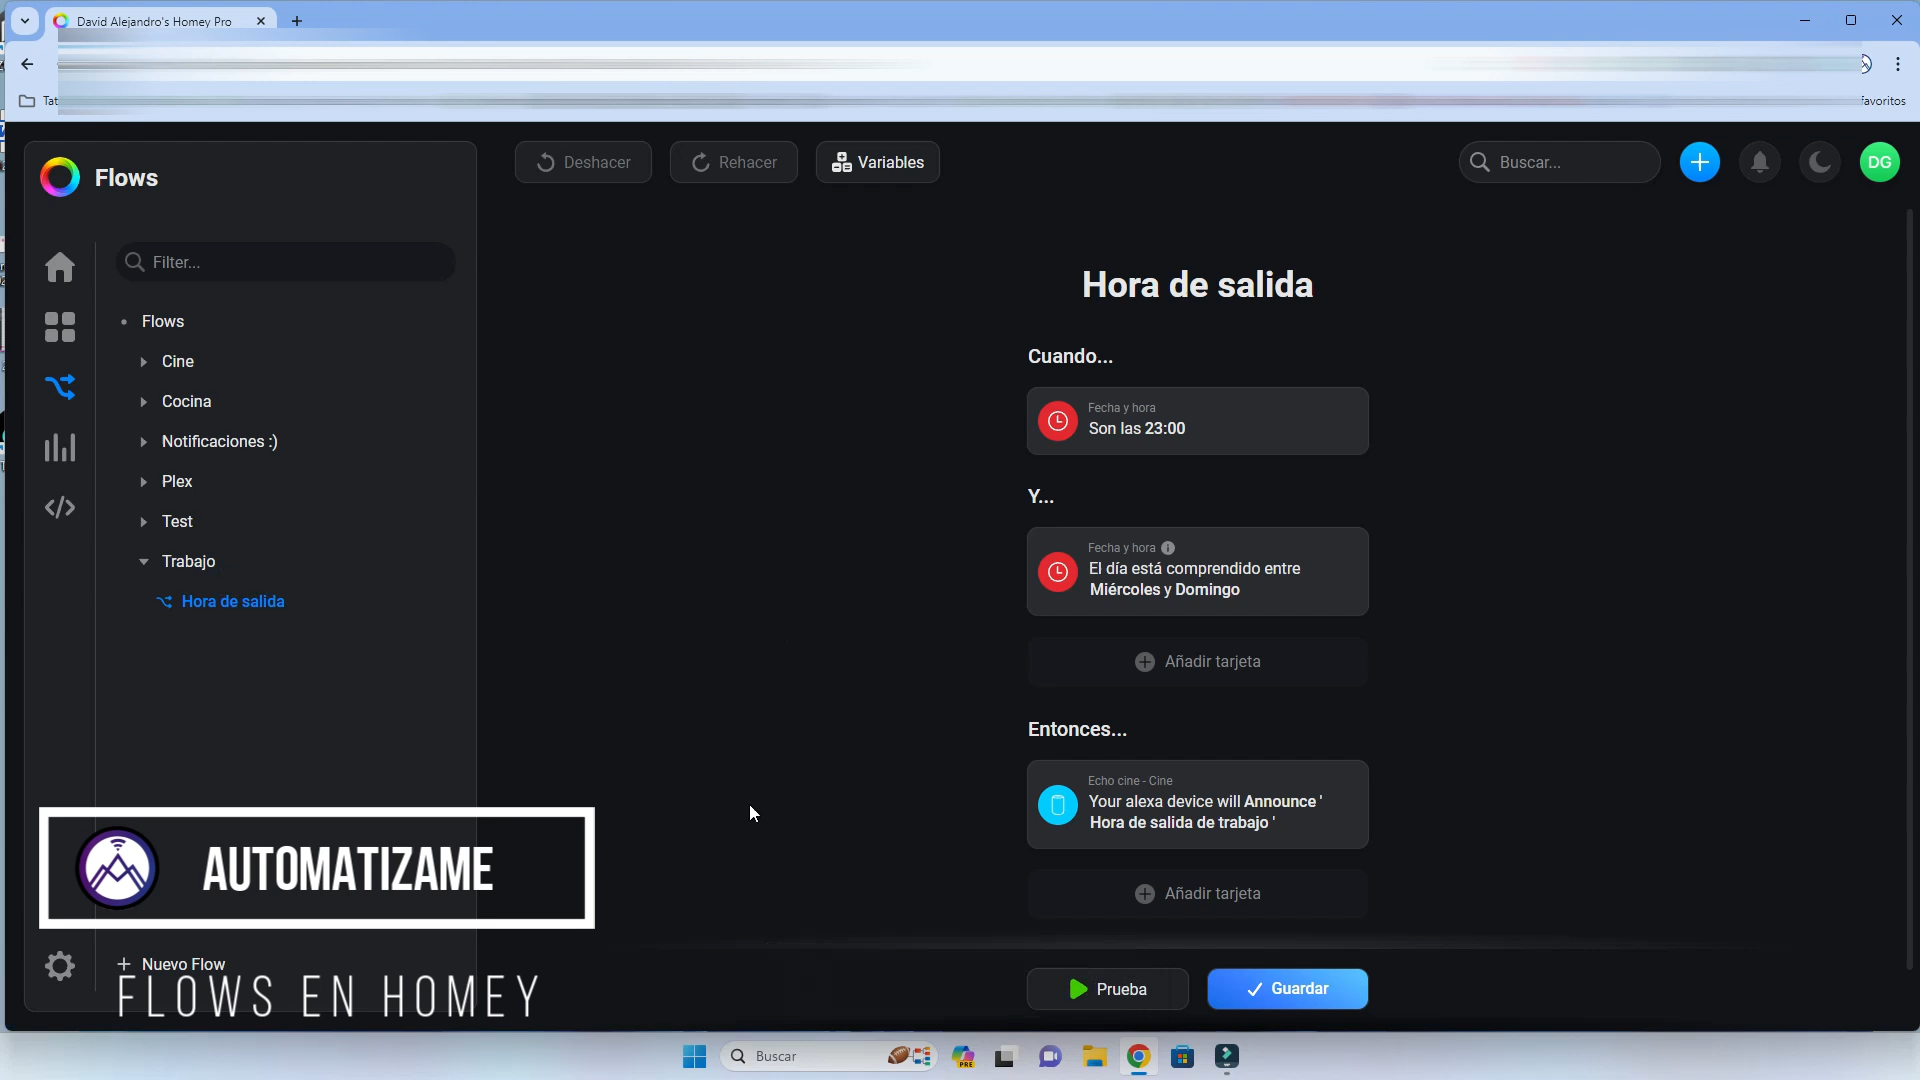 David Alejandro's Homey Pro
Tat
favoritos
Flows
Deshacer
Rehacer
Variables
Buscar...
DG
Filter...
Flows
Cine
Cocina
Notificaciones :)
Plex
Test
Trabajo
Hora de salida
Hora de salida
Cuando...
Fecha y hora
Son las 23:00
Y...
Fecha y hora
El día está comprendido entre
Miércoles y Domingo
Añadir tarjeta
Entonces...
Echo cine - Cine
Your alexa device will Announce '
Hora de salida de trabajo '
Añadir tarjeta
Prueba
Guardar
AUTOMATIZAME
Nuevo Flow
FLOWS EN HOMEY
Buscar
PRE